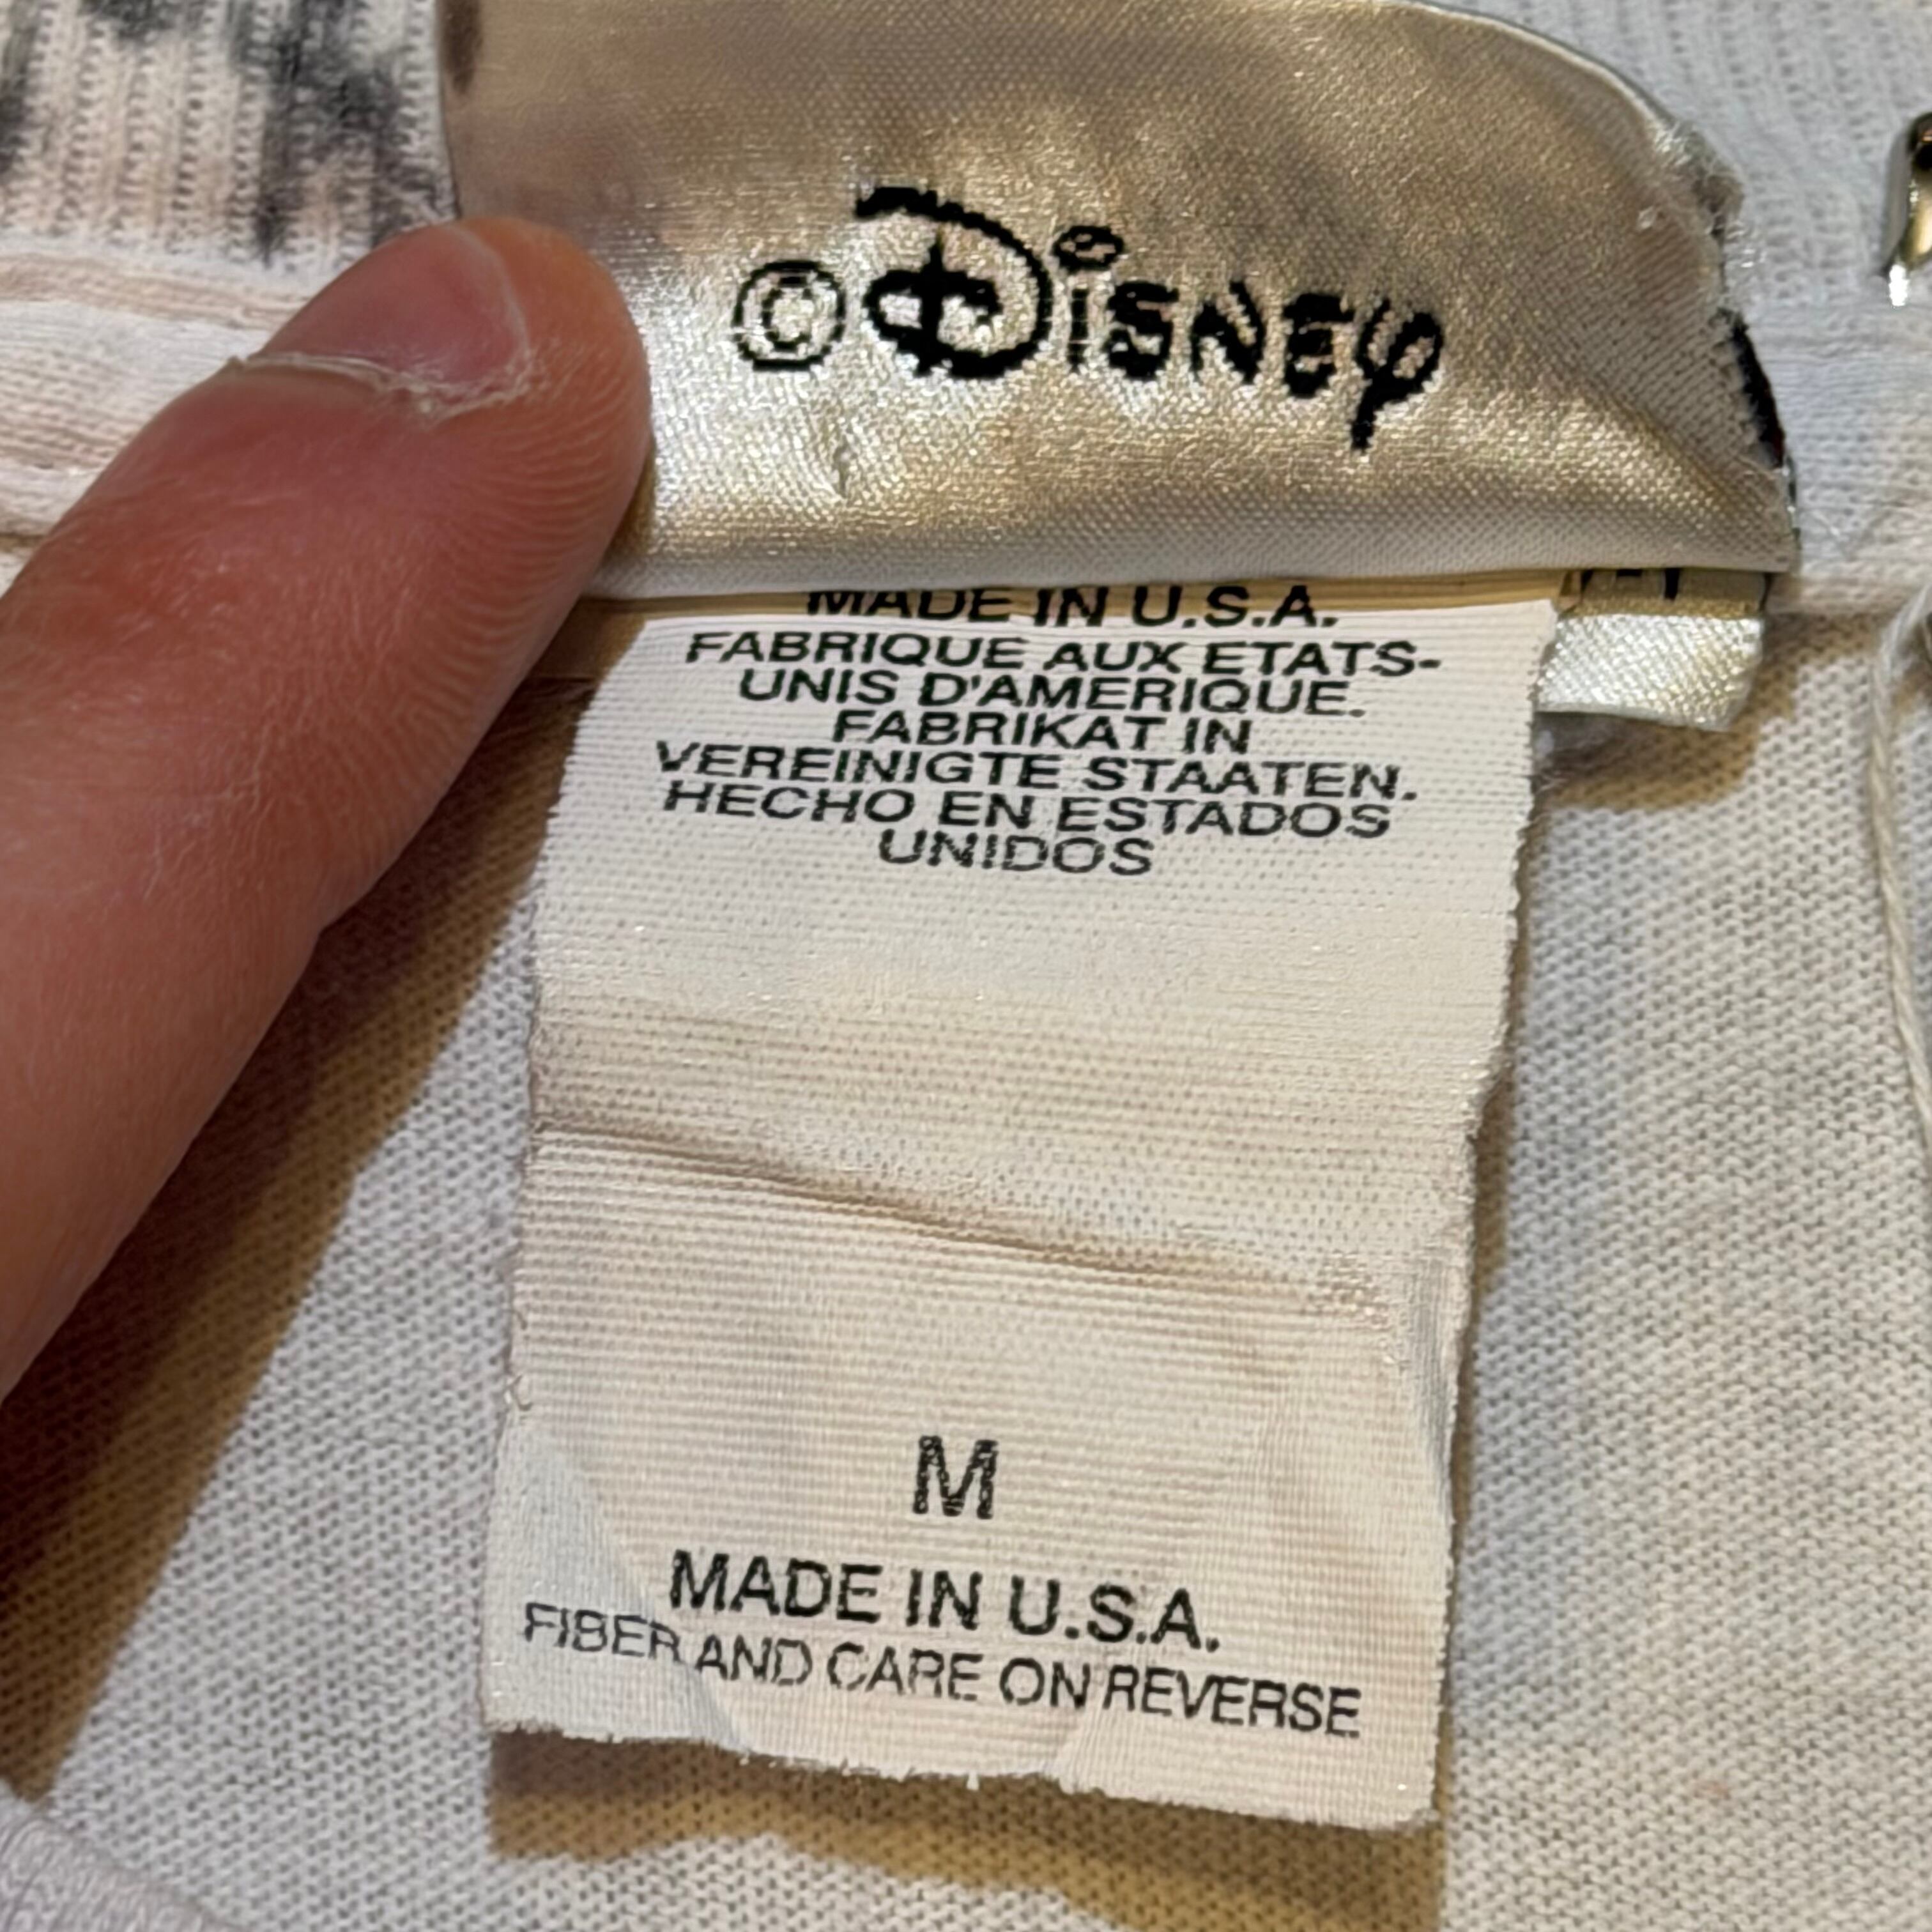 ©Disney
MADE IN U.S.A.
FABRIQUE AUX ETATS-
UNIS D'AMERIQUE.
FABRIKAT IN
VEREINIGTE STAATEN.
HECHO EN ESTADOS
UNIDOS
M
MADE IN U.S.A.
FIBER AND CARE ON REVERSE